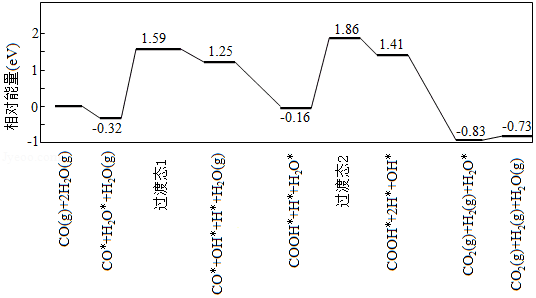 相对能量(eV)
2
1
0
-1
-0.32
1.59
1.25
-0.16
1.86
1.41
-0.83
-0.73
CO(g)+2H₂O(g)
CO*+H₂O*+H₂O(g)
过渡态1
CO*+OH*+H*+H₂O(g)
COOH*+H*+H₂O*
过渡态2
COOH*+2H*+OH*
CO₂(g)+H₂(g)+H₂O*
CO₂(g)+H₂(g)+H₂O(g)